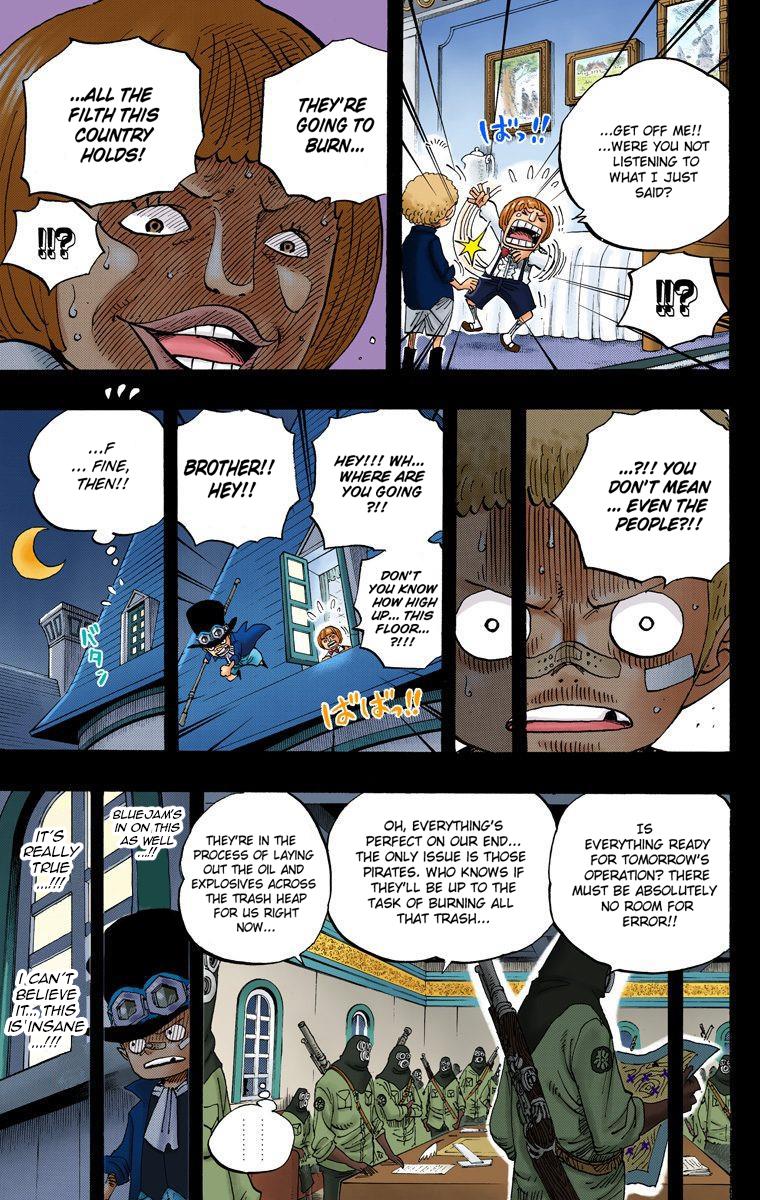 ...GET OFF ME!!
...WERE YOU NOT
LISTENING TO
WHAT I JUST
SAID?
ばっ!!
!!?
THEY'RE
GOING TO
BURN...
...ALL THE
FILTH THIS
COUNTRY
HOLDS!
!!?
...?!! YOU
DON'T MEAN
... EVEN THE
PEOPLE?!!
HEY!!! WH...
WHERE ARE
YOU GOING
?!!
DON'T
YOU KNOW
HOW HIGH
UP... THIS
FLOOR...
?!!!
BROTHER!!
HEY!!
ばばっ!!
...F
... FINE,
THEN!!
バタン
IS
EVERYTHING READY
FOR TOMORROW'S
OPERATION? THERE
MUST BE ABSOLUTELY
NO ROOM FOR
ERROR!!
OH, EVERYTHING'S
PERFECT ON OUR END...
THE ONLY ISSUE IS THOSE
PIRATES. WHO KNOWS IF
THEY'LL BE UP TO THE
TASK OF BURNING ALL
THAT TRASH...
THEY'RE IN THE
PROCESS OF LAYING
OUT THE OIL AND
EXPLOSIVES ACROSS
THE TRASH HEAP
FOR US RIGHT
NOW...
BLUEJAM'S
IN ON THIS
AS WELL
...!!
IT'S
REALLY
TRUE
...!!!
I CAN'T
BELIEVE
IT... THIS
IS INSANE
...!!!